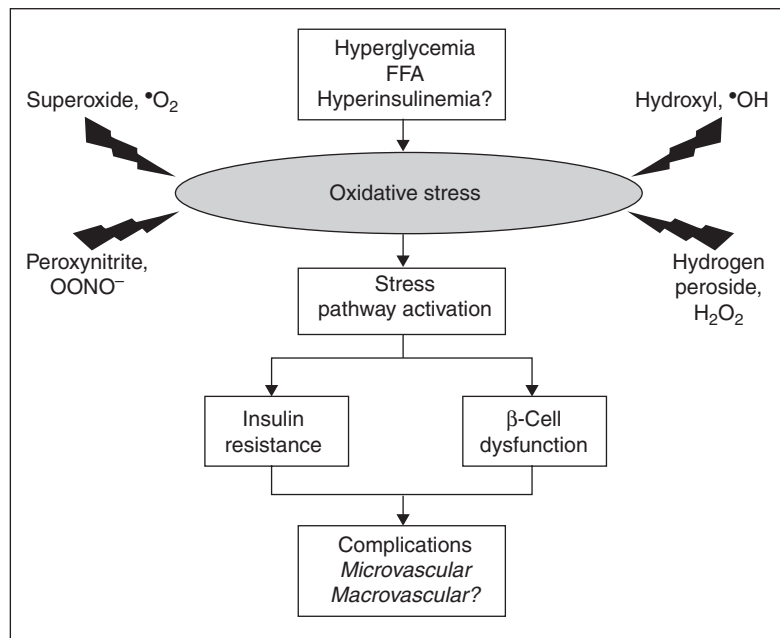 Hyperglycemia
FFA
Hyperinsulinemia?
Superoxide, •O₂
Hydroxyl, •OH
Oxidative stress
Peroxynitrite,
OONO⁻
Hydrogen
peroside,
H₂O₂
Stress
pathway activation
Insulin
resistance
β-Cell
dysfunction
Complications
Microvascular
Macrovascular?